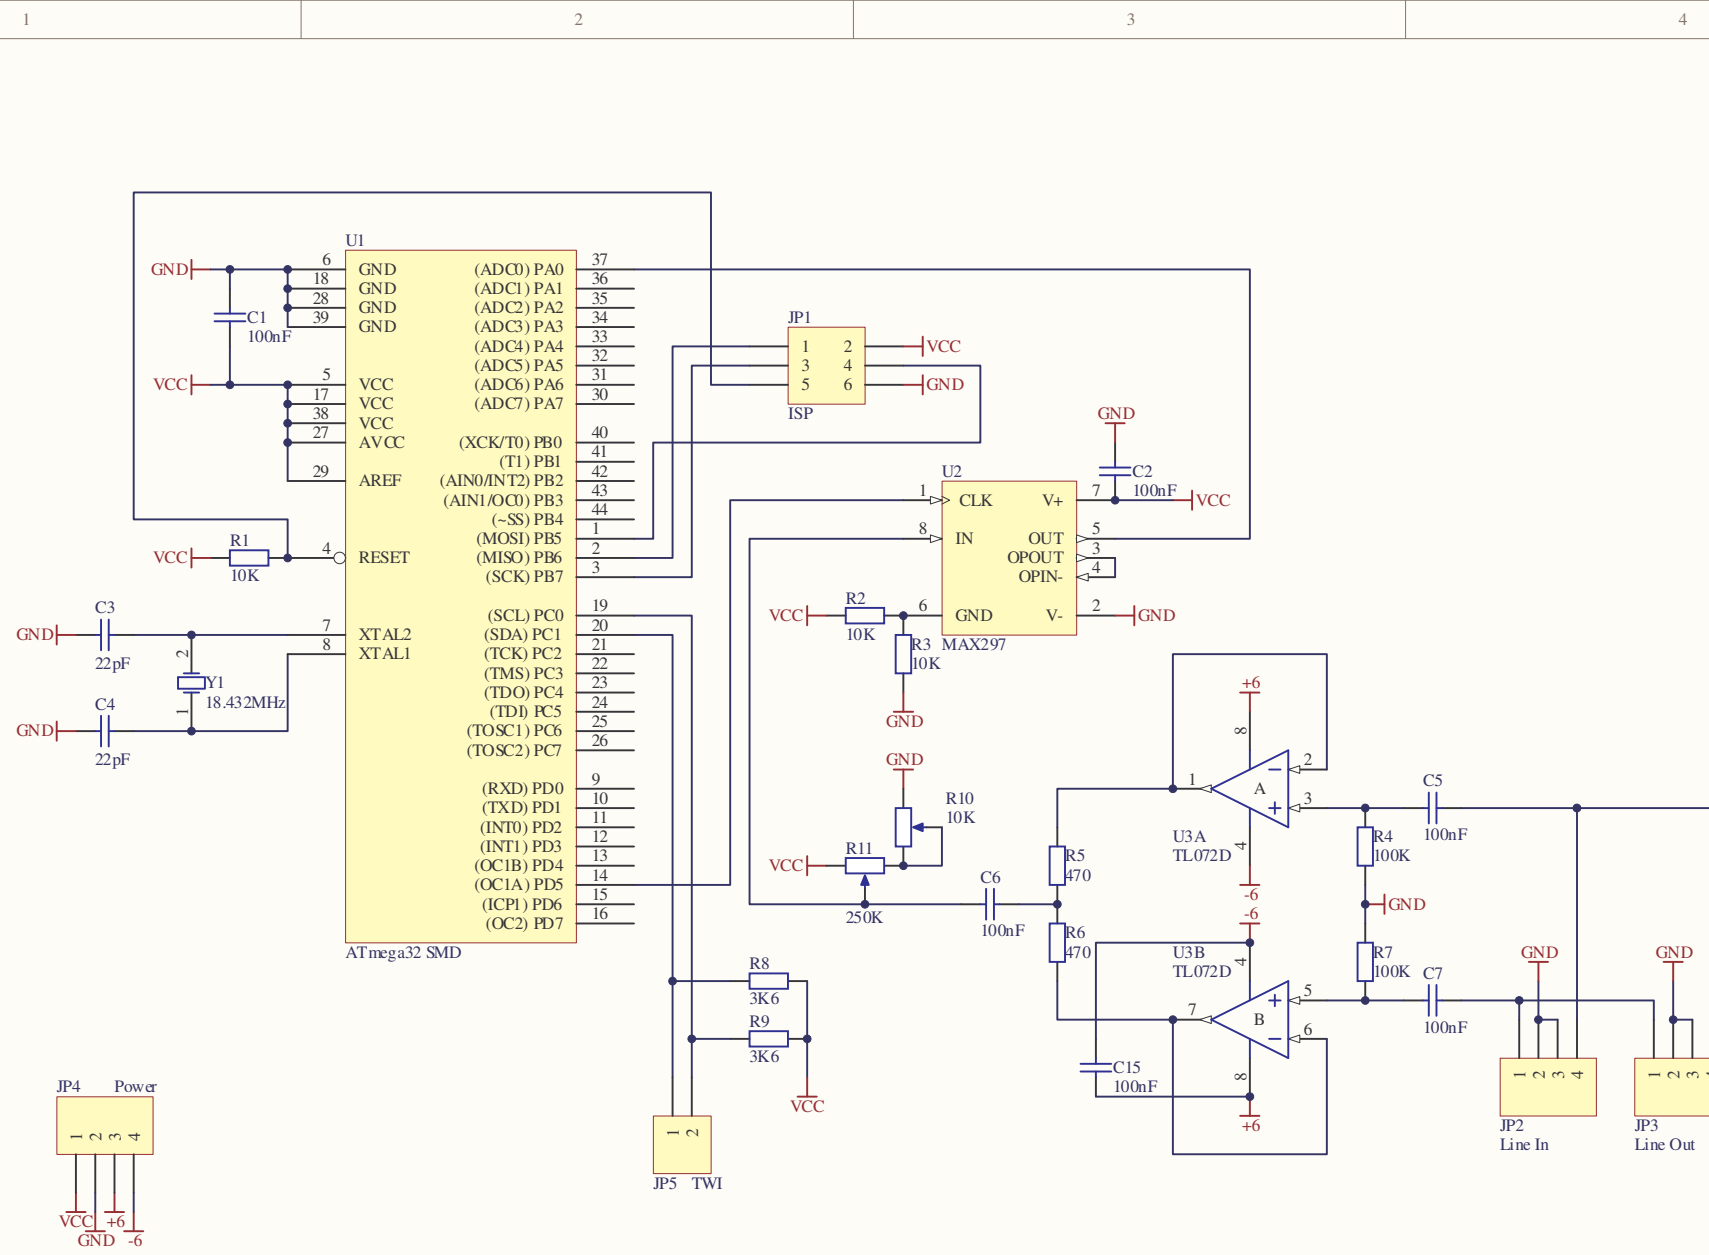 1 2 3 4
U1
GND 6 GND (ADC0) PA0 37
18 GND (ADC1) PA1 36
28 GND (ADC2) PA2 35
39 GND (ADC3) PA3 34
C1
100nF
(ADC4) PA4 33
(ADC5) PA5 32
VCC 5 VCC (ADC6) PA6 31
17 VCC (ADC7) PA7 30
38 VCC
27 AVCC (XCK/T0) PB0 40
(T1) PB1 41
29 AREF (AIN0/INT2) PB2 42
(AIN1/OC0) PB3 43
(~SS) PB4 44
(MOSI) PB5 1
R1
VCC 4 RESET (MISO) PB6 2
10K
(SCK) PB7 3
C3
(SCL) PC0 19
GND 7 XTAL2 (SDA) PC1 20
22pF
8 XTAL1 (TCK) PC2 21
2
(TMS) PC3 22
Y1
18.432MHz
(TDO) PC4 23
1
C4
(TDI) PC5 24
GND (TOSC1) PC6 25
22pF
(TOSC2) PC7 26
(RXD) PD0 9
(TXD) PD1 10
(INT0) PD2 11
(INT1) PD3 12
(OC1B) PD4 13
(OC1A) PD5 14
(ICP1) PD6 15
(OC2) PD7 16
ATmega32 SMD
JP1
1 2 VCC
3 4
5 6 GND
ISP
GND
C2
100nF
U2
1 CLK V+ 7 VCC
8 IN OUT 5
OPOUT 3
OPIN- 4
VCC R2 6 GND V- 2 GND
10K
R3 MAX297
10K
GND
GND
R10
10K
R11
VCC
250K
C6
100nF
R5
470
R6
470
+6
8
2
1 A
3
U3A
TL072D
4
-6
-6
U3B
TL072D
4
5
7 B
6
8
+6
C15
100nF
C5
100nF
R4
100K
GND
R7
100K
C7
100nF
GND
1 2 3 4
JP2
Line In
GND
1 2 3
JP3
Line Out
R8
3K6
R9
3K6
VCC
1 2
JP5 TWI
JP4 Power
1 2 3 4
VCC +6
GND -6